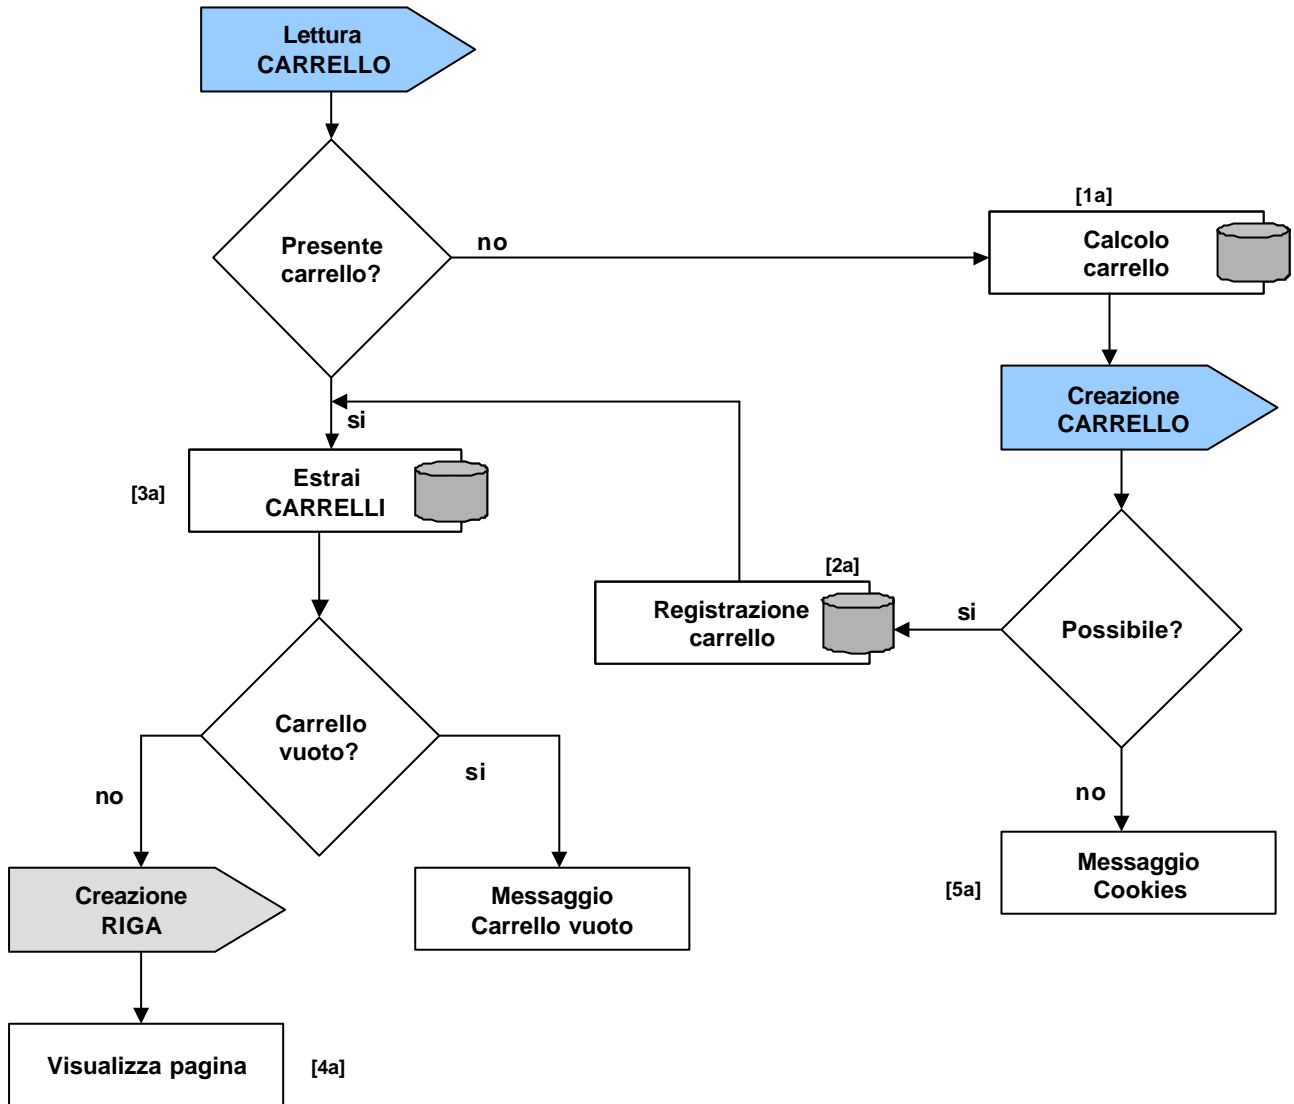 Lettura
CARRELLO
[1a]
Presente
carrello?
no
Calcolo
carrello
Creazione
CARRELLO
si
Estrai
CARRELLI
[3a]
[2a]
Registrazione
carrello
si
Possibile?
Carrello
vuoto?
no
si
no
Creazione
RIGA
Messaggio
Carrello vuoto
[5a]
Messaggio
Cookies
Visualizza pagina
[4a]